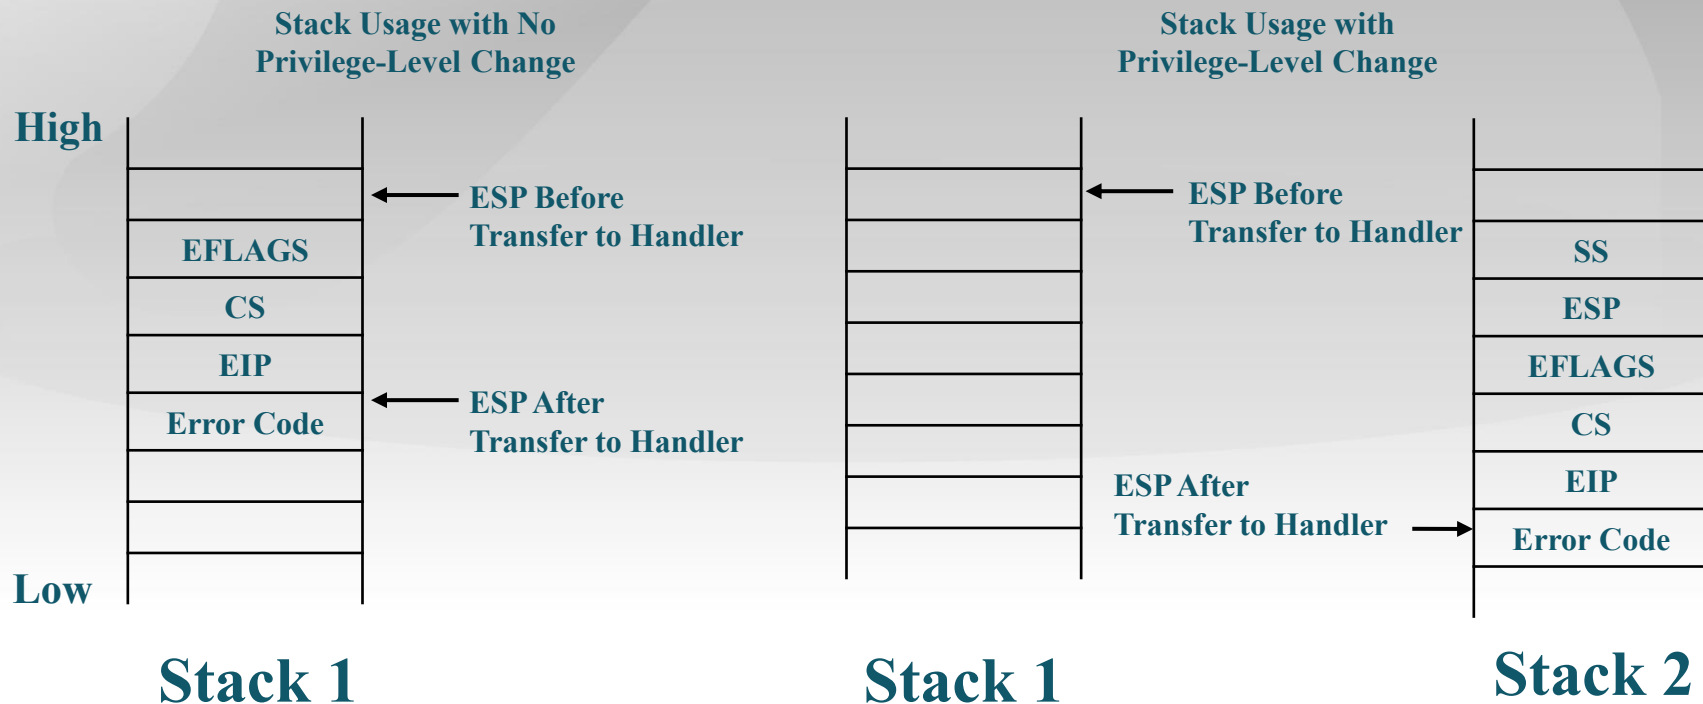 Stack Usage with No
Privilege-Level Change
High
ESP Before
Transfer to Handler
EFLAGS
CS
EIP
ESP After
Transfer to Handler
Error Code
Low
Stack 1
Stack Usage with
Privilege-Level Change
ESP Before
Transfer to Handler
SS
ESP
EFLAGS
CS
EIP
ESP After
Transfer to Handler
Error Code
Stack 1
Stack 2